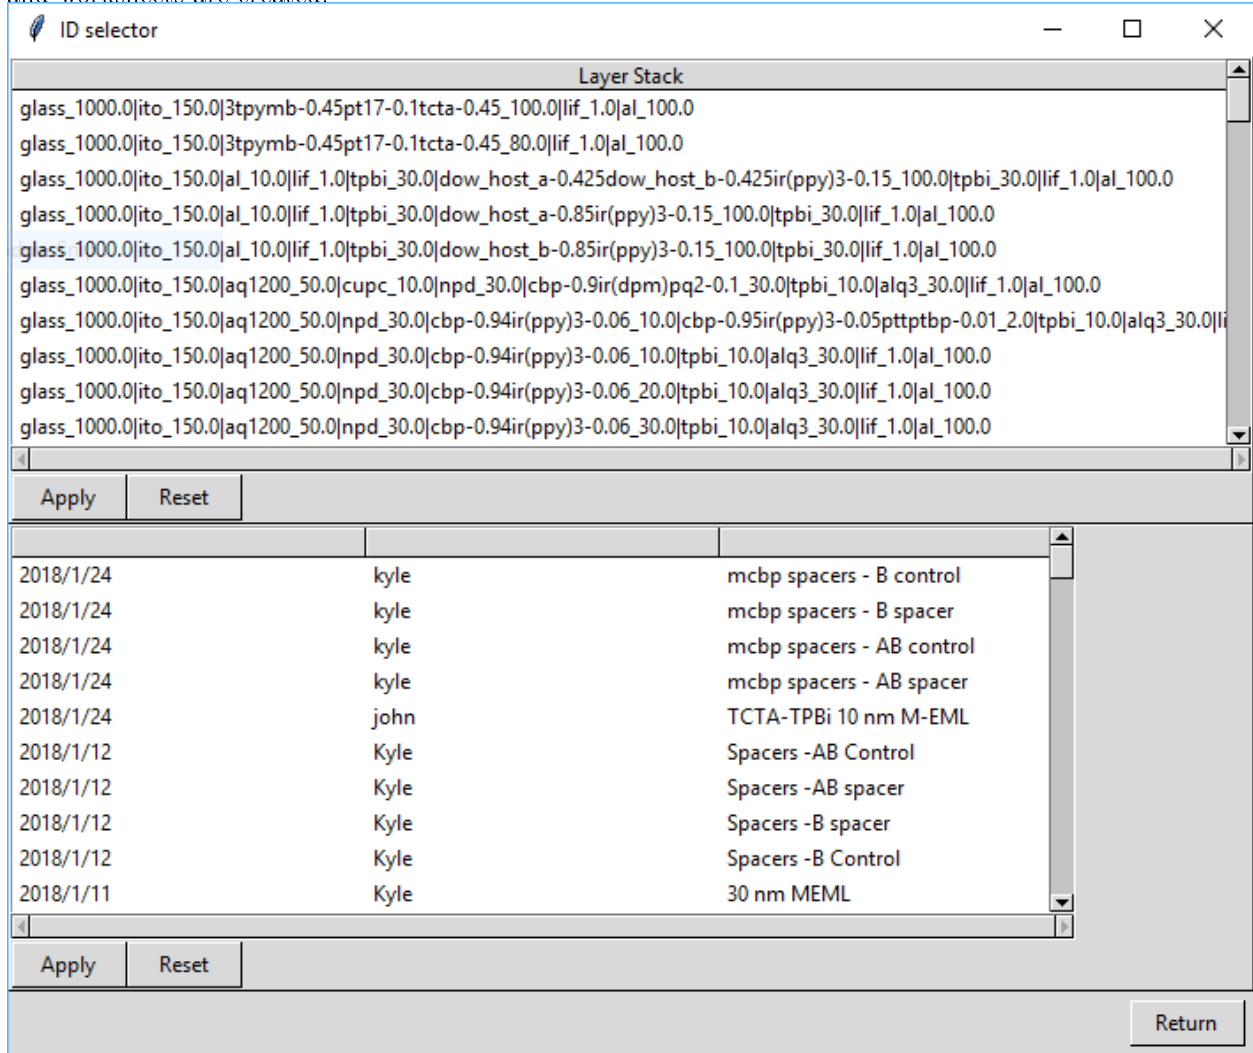 ID selector
Layer Stack
glass_1000.0|ito_150.0|3tpymb-0.45pt17-0.1tcta-0.45_100.0|lif_1.0|al_100.0
glass_1000.0|ito_150.0|3tpymb-0.45pt17-0.1tcta-0.45_80.0|lif_1.0|al_100.0
glass_1000.0|ito_150.0|al_10.0|lif_1.0|tpbi_30.0|dow_host_a-0.425dow_host_b-0.425ir(ppy)3-0.15_100.0|tpbi_30.0|lif_1.0|al_100.0
glass_1000.0|ito_150.0|al_10.0|lif_1.0|tpbi_30.0|dow_host_a-0.85ir(ppy)3-0.15_100.0|tpbi_30.0|lif_1.0|al_100.0
glass_1000.0|ito_150.0|al_10.0|lif_1.0|tpbi_30.0|dow_host_b-0.85ir(ppy)3-0.15_100.0|tpbi_30.0|lif_1.0|al_100.0
glass_1000.0|ito_150.0|aq1200_50.0|cupc_10.0|npd_30.0|cbp-0.9ir(dpm)pq2-0.1_30.0|tpbi_10.0|alq3_30.0|lif_1.0|al_100.0
glass_1000.0|ito_150.0|aq1200_50.0|npd_30.0|cbp-0.94ir(ppy)3-0.06_10.0|cbp-0.95ir(ppy)3-0.05pttptbp-0.01_2.0|tpbi_10.0|alq3_30.0|li
glass_1000.0|ito_150.0|aq1200_50.0|npd_30.0|cbp-0.94ir(ppy)3-0.06_10.0|tpbi_10.0|alq3_30.0|lif_1.0|al_100.0
glass_1000.0|ito_150.0|aq1200_50.0|npd_30.0|cbp-0.94ir(ppy)3-0.06_20.0|tpbi_10.0|alq3_30.0|lif_1.0|al_100.0
glass_1000.0|ito_150.0|aq1200_50.0|npd_30.0|cbp-0.94ir(ppy)3-0.06_30.0|tpbi_10.0|alq3_30.0|lif_1.0|al_100.0
Apply Reset
2018/1/24 kyle mcbp spacers - B control
2018/1/24 kyle mcbp spacers - B spacer
2018/1/24 kyle mcbp spacers - AB control
2018/1/24 kyle mcbp spacers - AB spacer
2018/1/24 john TCTA-TPBi 10 nm M-EML
2018/1/12 Kyle Spacers -AB Control
2018/1/12 Kyle Spacers -AB spacer
2018/1/12 Kyle Spacers -B spacer
2018/1/12 Kyle Spacers -B Control
2018/1/11 Kyle 30 nm MEML
Apply Reset
Return